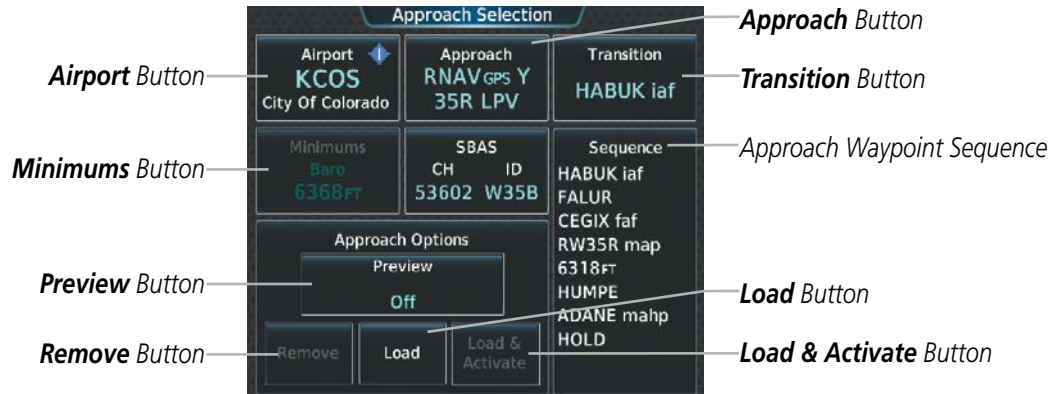 Approach Selection
Approach Button
Airport Button
Airport
KCOS
City Of Colorado
Approach
RNAV GPS Y
35R LPV
Transition
HABUK iaf
Transition Button
Minimums Button
Minimums
Baro
6368FT
SBAS
CH ID
53602 W35B
Sequence
HABUK iaf
FALUR
CEGIX faf
RW35R map
6318FT
HUMPE
ADANE mahp
HOLD
Approach Waypoint Sequence
Approach Options
Preview
Off
Preview Button
Load Button
Remove Button
Remove
Load
Load &
Activate
Load & Activate Button